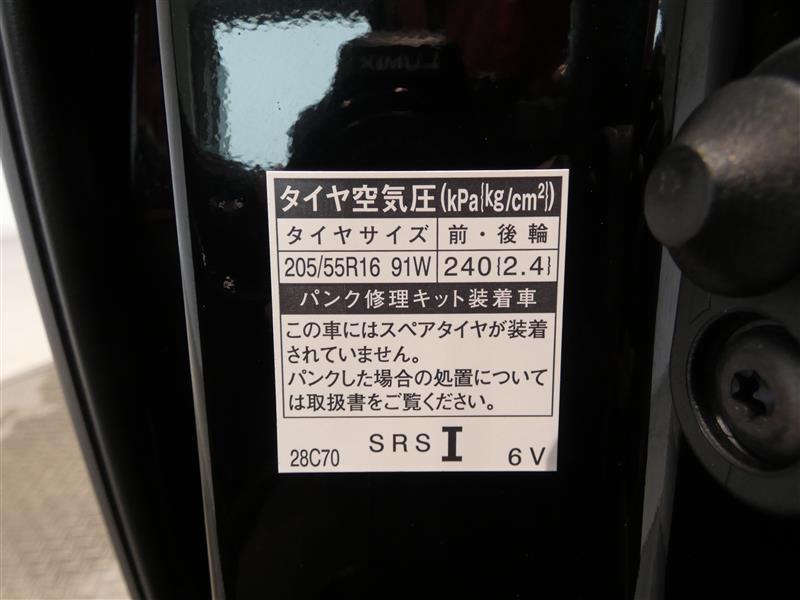 LUMIX
タイヤ空気圧(kPa{kg/cm²})
タイヤサイズ 前・後輪
205/55R16 91W 240{2.4}
パンク修理キット装着車
この車にはスペアタイヤが装着
されていません。
パンクした場合の処置について
は取扱書をご覧ください。
28C70 SRS I 6V